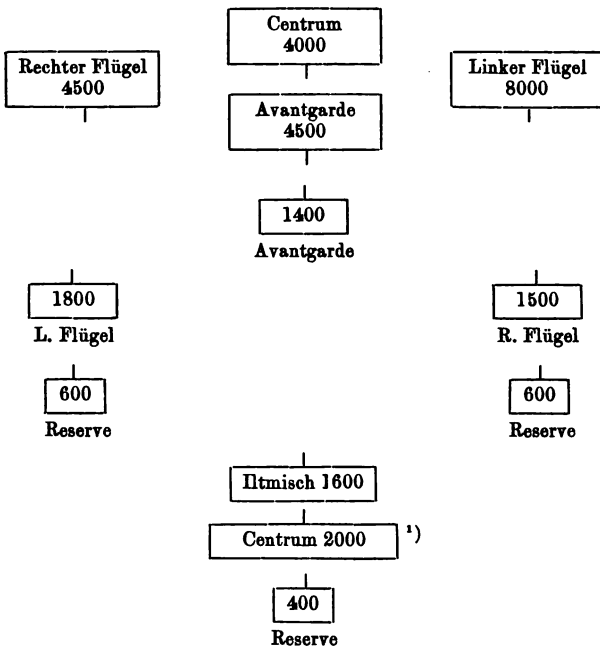 Centrum
4000
Rechter Flügel
4500
Linker Flügel
8000
Avantgarde
4500
1400
Avantgarde
1800
L. Flügel
1500
R. Flügel
600
Reserve
600
Reserve
Iltmisch 1600
Centrum 2000 ¹)
400
Reserve